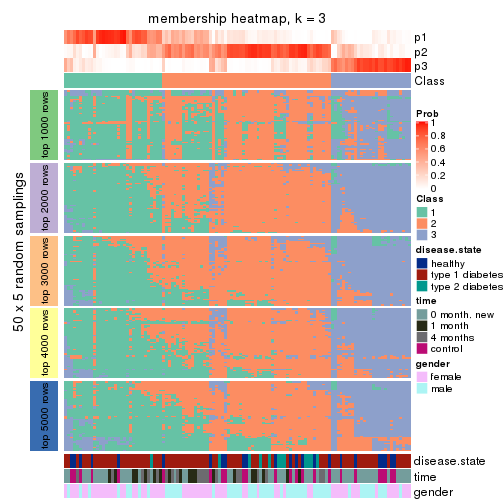 membership heatmap, k = 3
p1
p2
p3
Class
50 x 5 random samplings
top 1000 rows
top 2000 rows
top 3000 rows
top 4000 rows
top 5000 rows
Prob
1
0.8
0.6
0.4
0.2
0
Class
1
2
3
disease.state
healthy
type 1 diabetes
type 2 diabetes
time
0 month. new
1 month
4 months
control
gender
female
male
disease.state
time
gender